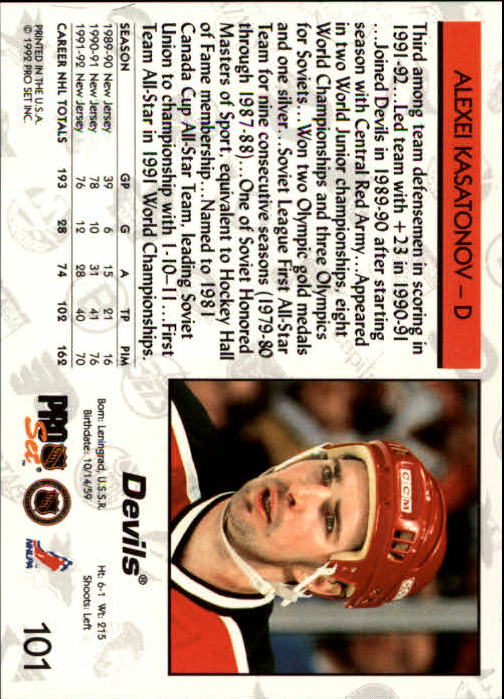 ALEXEI KASATONOV – D
Third among team defensemen in scoring in
1991-92...Led team with +23 in 1990-91
...Joined Devils in 1989-90 after starting
season with Central Red Army...Appeared
in two World Junior championships, eight
World Championships and three Olympics
for Soviets...Won two Olympic gold medals
and one silver...Soviet League First All-Star
Team for nine consecutive seasons (1979-80
through 1987-88)...One of Soviet Honored
Masters of Sport, equivalent to Hockey Hall
of Fame membership...Named to 1981
Canada Cup All-Star Team, leading Soviet
Union to championship with 1-10–11...First
Team All-Star in 1991 World Championships.
SEASON GP G A TP PIM
1989-90 New Jersey 39 6 15 21 16
1990-91 New Jersey 78 10 31 41 76
1991-92 New Jersey 76 12 28 40 70
CAREER NHL TOTALS 193 28 74 102 162
PRINTED IN THE U.S.A.
© 1992 PRO SET INC.
CCM
Devils®
Born: Leningrad, U.S.S.R. Ht: 6-1 Wt: 215
Birthdate: 10/14/59 Shoots: Left
PRO
Set™
NHL
NHLPA
101